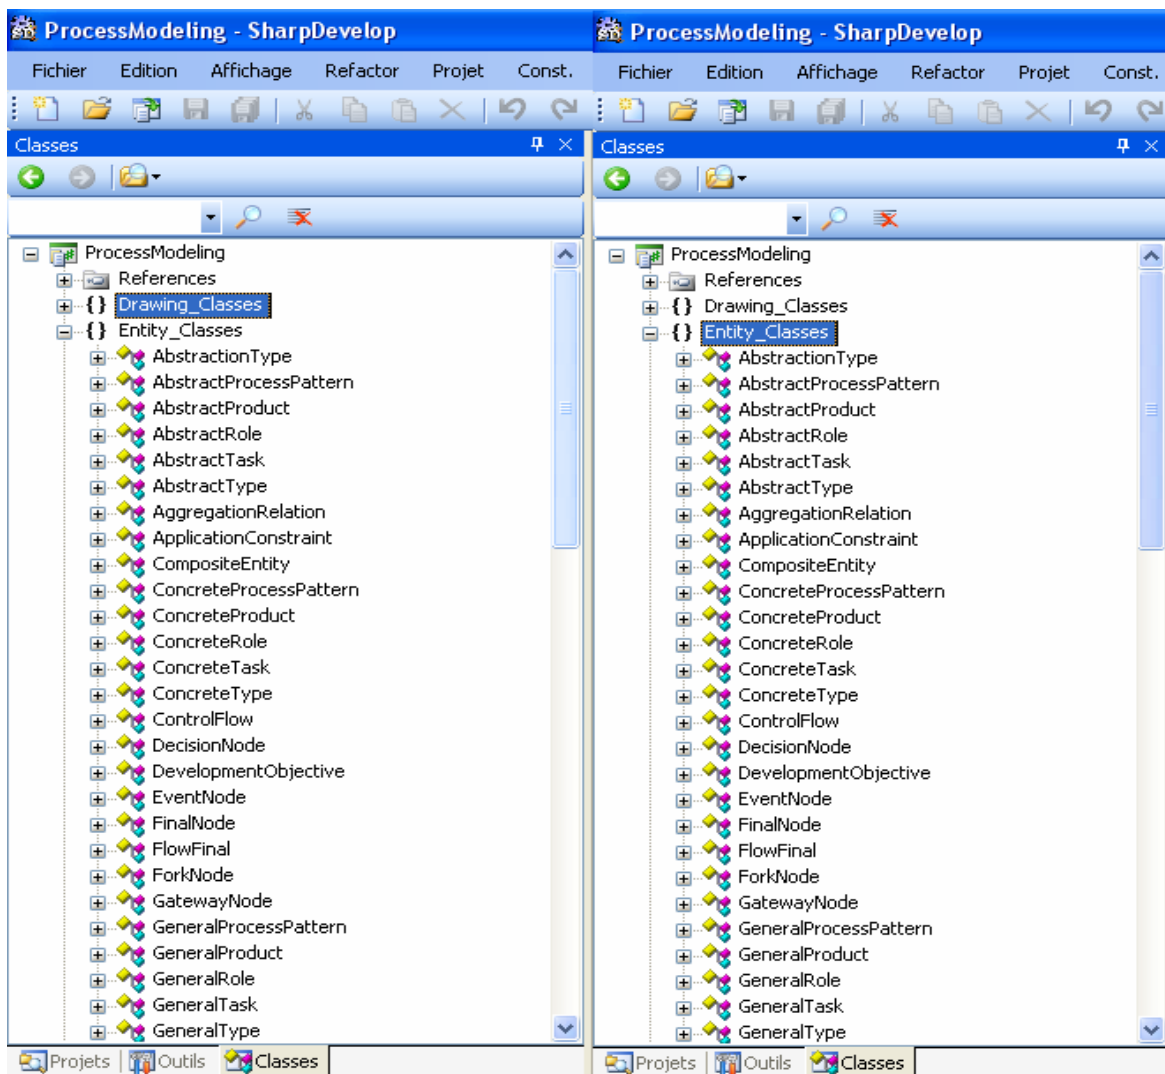 ProcessModeling - SharpDevelop
Fichier Edition Affichage Refactor Projet Const.
Classes
ProcessModeling
References
{} Drawing_Classes
{} Entity_Classes
AbstractionType
AbstractProcessPattern
AbstractProduct
AbstractRole
AbstractTask
AbstractType
AggregationRelation
ApplicationConstraint
CompositeEntity
ConcreteProcessPattern
ConcreteProduct
ConcreteRole
ConcreteTask
ConcreteType
ControlFlow
DecisionNode
DevelopmentObjective
EventNode
FinalNode
FlowFinal
ForkNode
GatewayNode
GeneralProcessPattern
GeneralProduct
GeneralRole
GeneralTask
GeneralType
Projets Outils Classes
ProcessModeling - SharpDevelop
Fichier Edition Affichage Refactor Projet Const.
Classes
ProcessModeling
References
{} Drawing_Classes
{} Entity_Classes
AbstractionType
AbstractProcessPattern
AbstractProduct
AbstractRole
AbstractTask
AbstractType
AggregationRelation
ApplicationConstraint
CompositeEntity
ConcreteProcessPattern
ConcreteProduct
ConcreteRole
ConcreteTask
ConcreteType
ControlFlow
DecisionNode
DevelopmentObjective
EventNode
FinalNode
FlowFinal
ForkNode
GatewayNode
GeneralProcessPattern
GeneralProduct
GeneralRole
GeneralTask
GeneralType
Projets Outils Classes